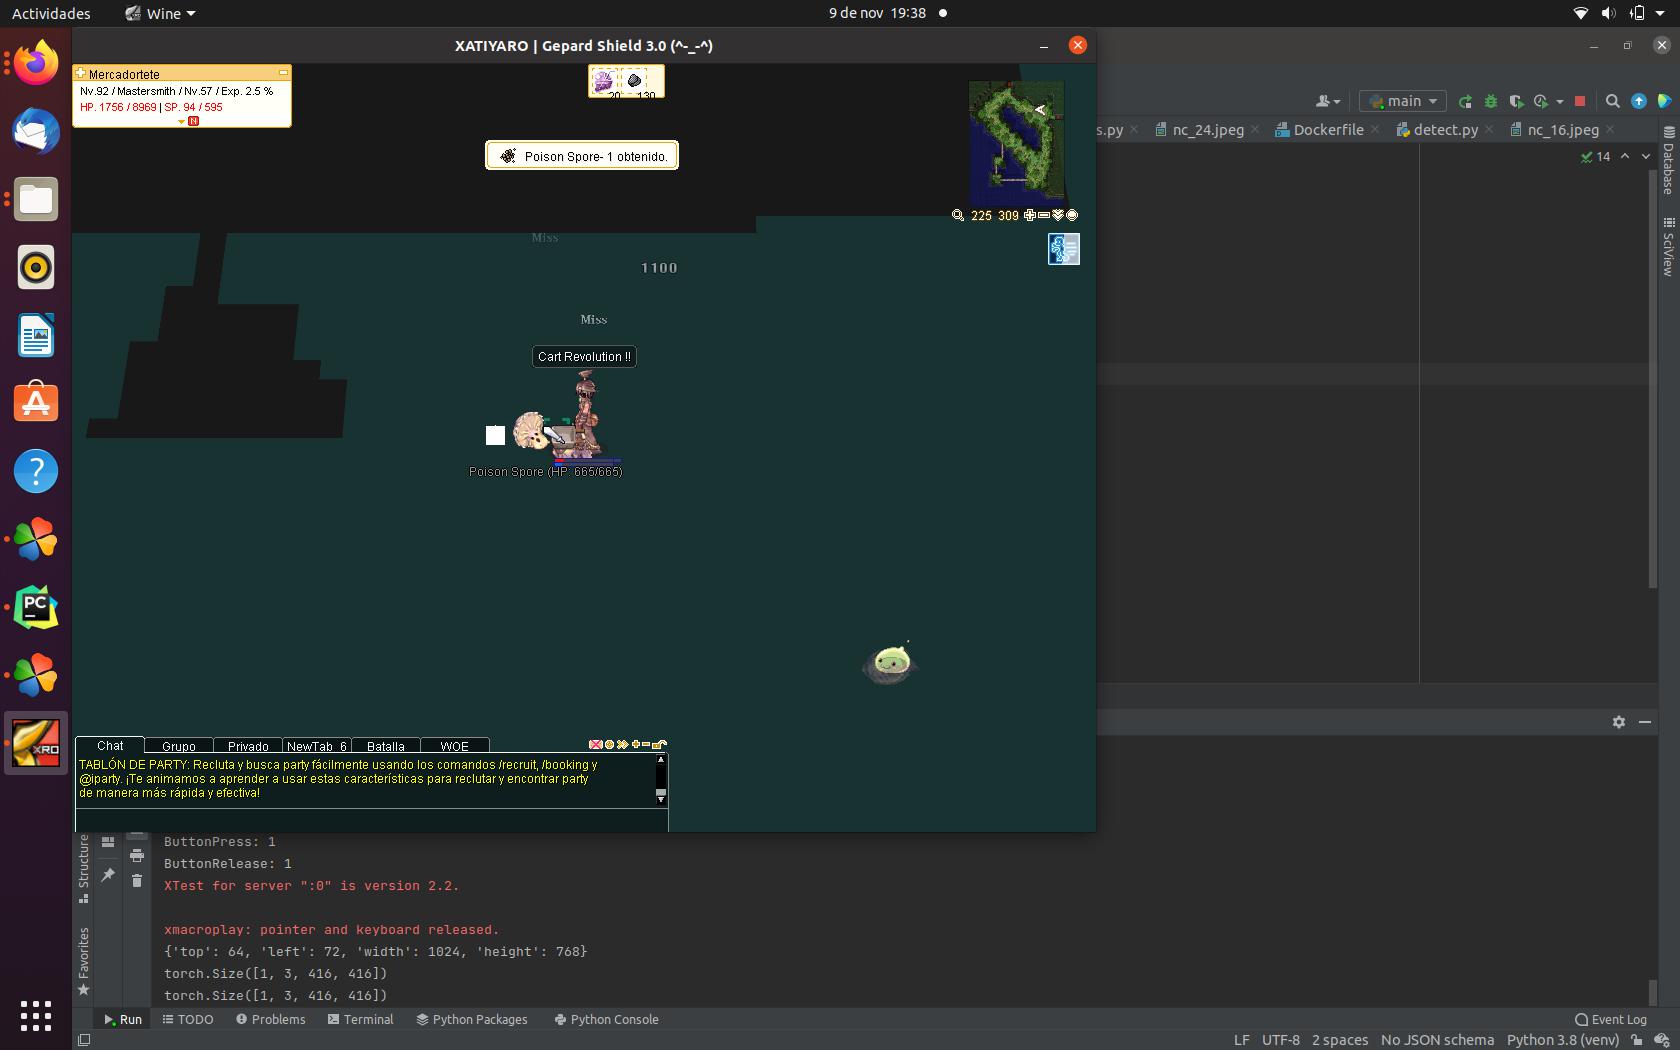 Actividades
Wine
9 de nov 19:38
XATIYARO | Gepard Shield 3.0 (^-_-^)
Mercadortete
Nv.92 / Mastersmith / Nv.57 / Exp. 2.5 %
HP. 1756 / 8969 | SP. 94 / 595
N
20 130
Poison Spore- 1 obtenido.
225 309
main
s.py
nc_24.jpeg
Dockerfile
detect.py
nc_16.jpeg
14
Database
SciView
Miss
1100
Miss
Cart Revolution !!
Poison Spore (HP: 665/665)
PC
XRO
Chat
Grupo
Privado
NewTab_6
Batalla
WOE
TABLÓN DE PARTY: Recluta y busca party fácilmente usando los comandos /recruit, /booking y
@iparty. ¡Te animamos a aprender a usar estas características para reclutar y encontrar party
de manera más rápida y efectiva!
Structure
Favorites
ButtonPress: 1
ButtonRelease: 1
XTest for server ":0" is version 2.2.
xmacroplay: pointer and keyboard released.
{'top': 64, 'left': 72, 'width': 1024, 'height': 768}
torch.Size([1, 3, 416, 416])
torch.Size([1, 3, 416, 416])
Run
TODO
Problems
Terminal
Python Packages
Python Console
Event Log
LF UTF-8 2 spaces No JSON schema Python 3.8 (venv)